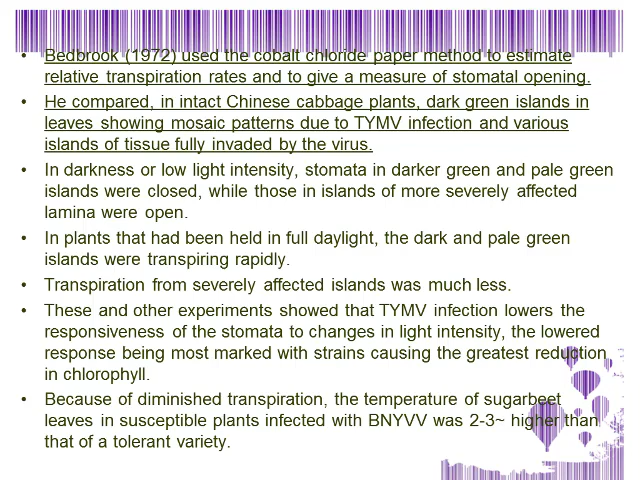 • Bedbrook (1972) used the cobalt chloride paper method to estimate
relative transpiration rates and to give a measure of stomatal opening.
• He compared, in intact Chinese cabbage plants, dark green islands in
leaves showing mosaic patterns due to TYMV infection and various
islands of tissue fully invaded by the virus.
• In darkness or low light intensity, stomata in darker green and pale green
islands were closed, while those in islands of more severely affected
lamina were open.
• In plants that had been held in full daylight, the dark and pale green
islands were transpiring rapidly.
• Transpiration from severely affected islands was much less.
• These and other experiments showed that TYMV infection lowers the
responsiveness of the stomata to changes in light intensity, the lowered
response being most marked with strains causing the greatest reduction
in chlorophyll.
• Because of diminished transpiration, the temperature of sugarbeet
leaves in susceptible plants infected with BNYVV was 2-3~ higher than
that of a tolerant variety.